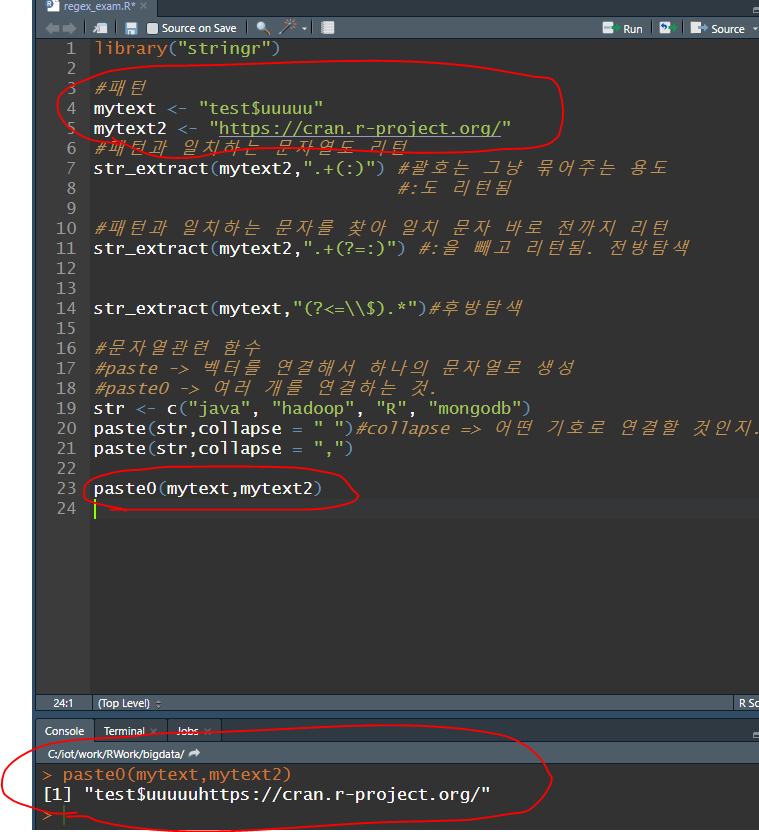 regex_exam.R*
Source on Save
Run
Source
1 library("stringr")
2
3 #패턴
4 mytext <- "test$uuuuu"
5 mytext2 <- "https://cran.r-project.org/"
6 #패턴과 일치하는 문자열도 리턴
7 str_extract(mytext2,".+(:)") #괄호는 그냥 묶어주는 용도
8 #:도 리턴됨
9
10 #패턴과 일치하는 문자를 찾아 일치 문자 바로 전까지 리턴
11 str_extract(mytext2,".+(?=:)") #:을 빼고 리턴됨. 전방탐색
12
13
14 str_extract(mytext,"(?<=\\$).*")#후방탐색
15
16 #문자열관련 함수
17 #paste -> 벡터를 연결해서 하나의 문자열로 생성
18 #paste0 -> 여러 개를 연결하는 것.
19 str <- c("java", "hadoop", "R", "mongodb")
20 paste(str,collapse = " ")#collapse => 어떤 기호로 연결할 것인지.
21 paste(str,collapse = ",")
22
23 paste0(mytext,mytext2)
24
24:1 (Top Level) R Sc
Console Terminal Jobs
C:/iot/work/RWork/bigdata/
> paste0(mytext,mytext2)
[1] "test$uuuuuhttps://cran.r-project.org/"
>